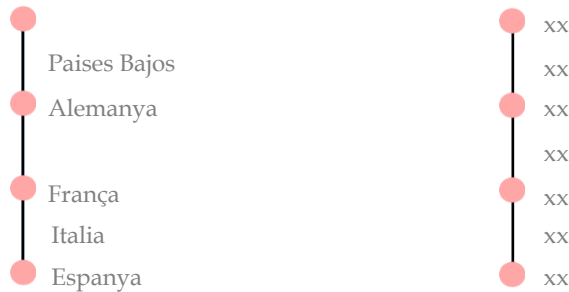 xx
Paises Bajos xx
Alemanya xx
xx
França xx
Italia xx
Espanya xx